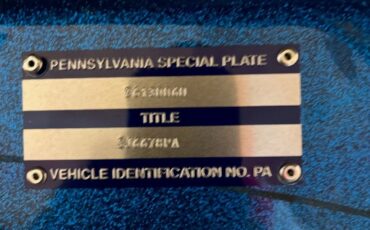 PENNSYLVANIA SPECIAL PLATE
TITLE
VEHICLE IDENTIFICATION NO. PA